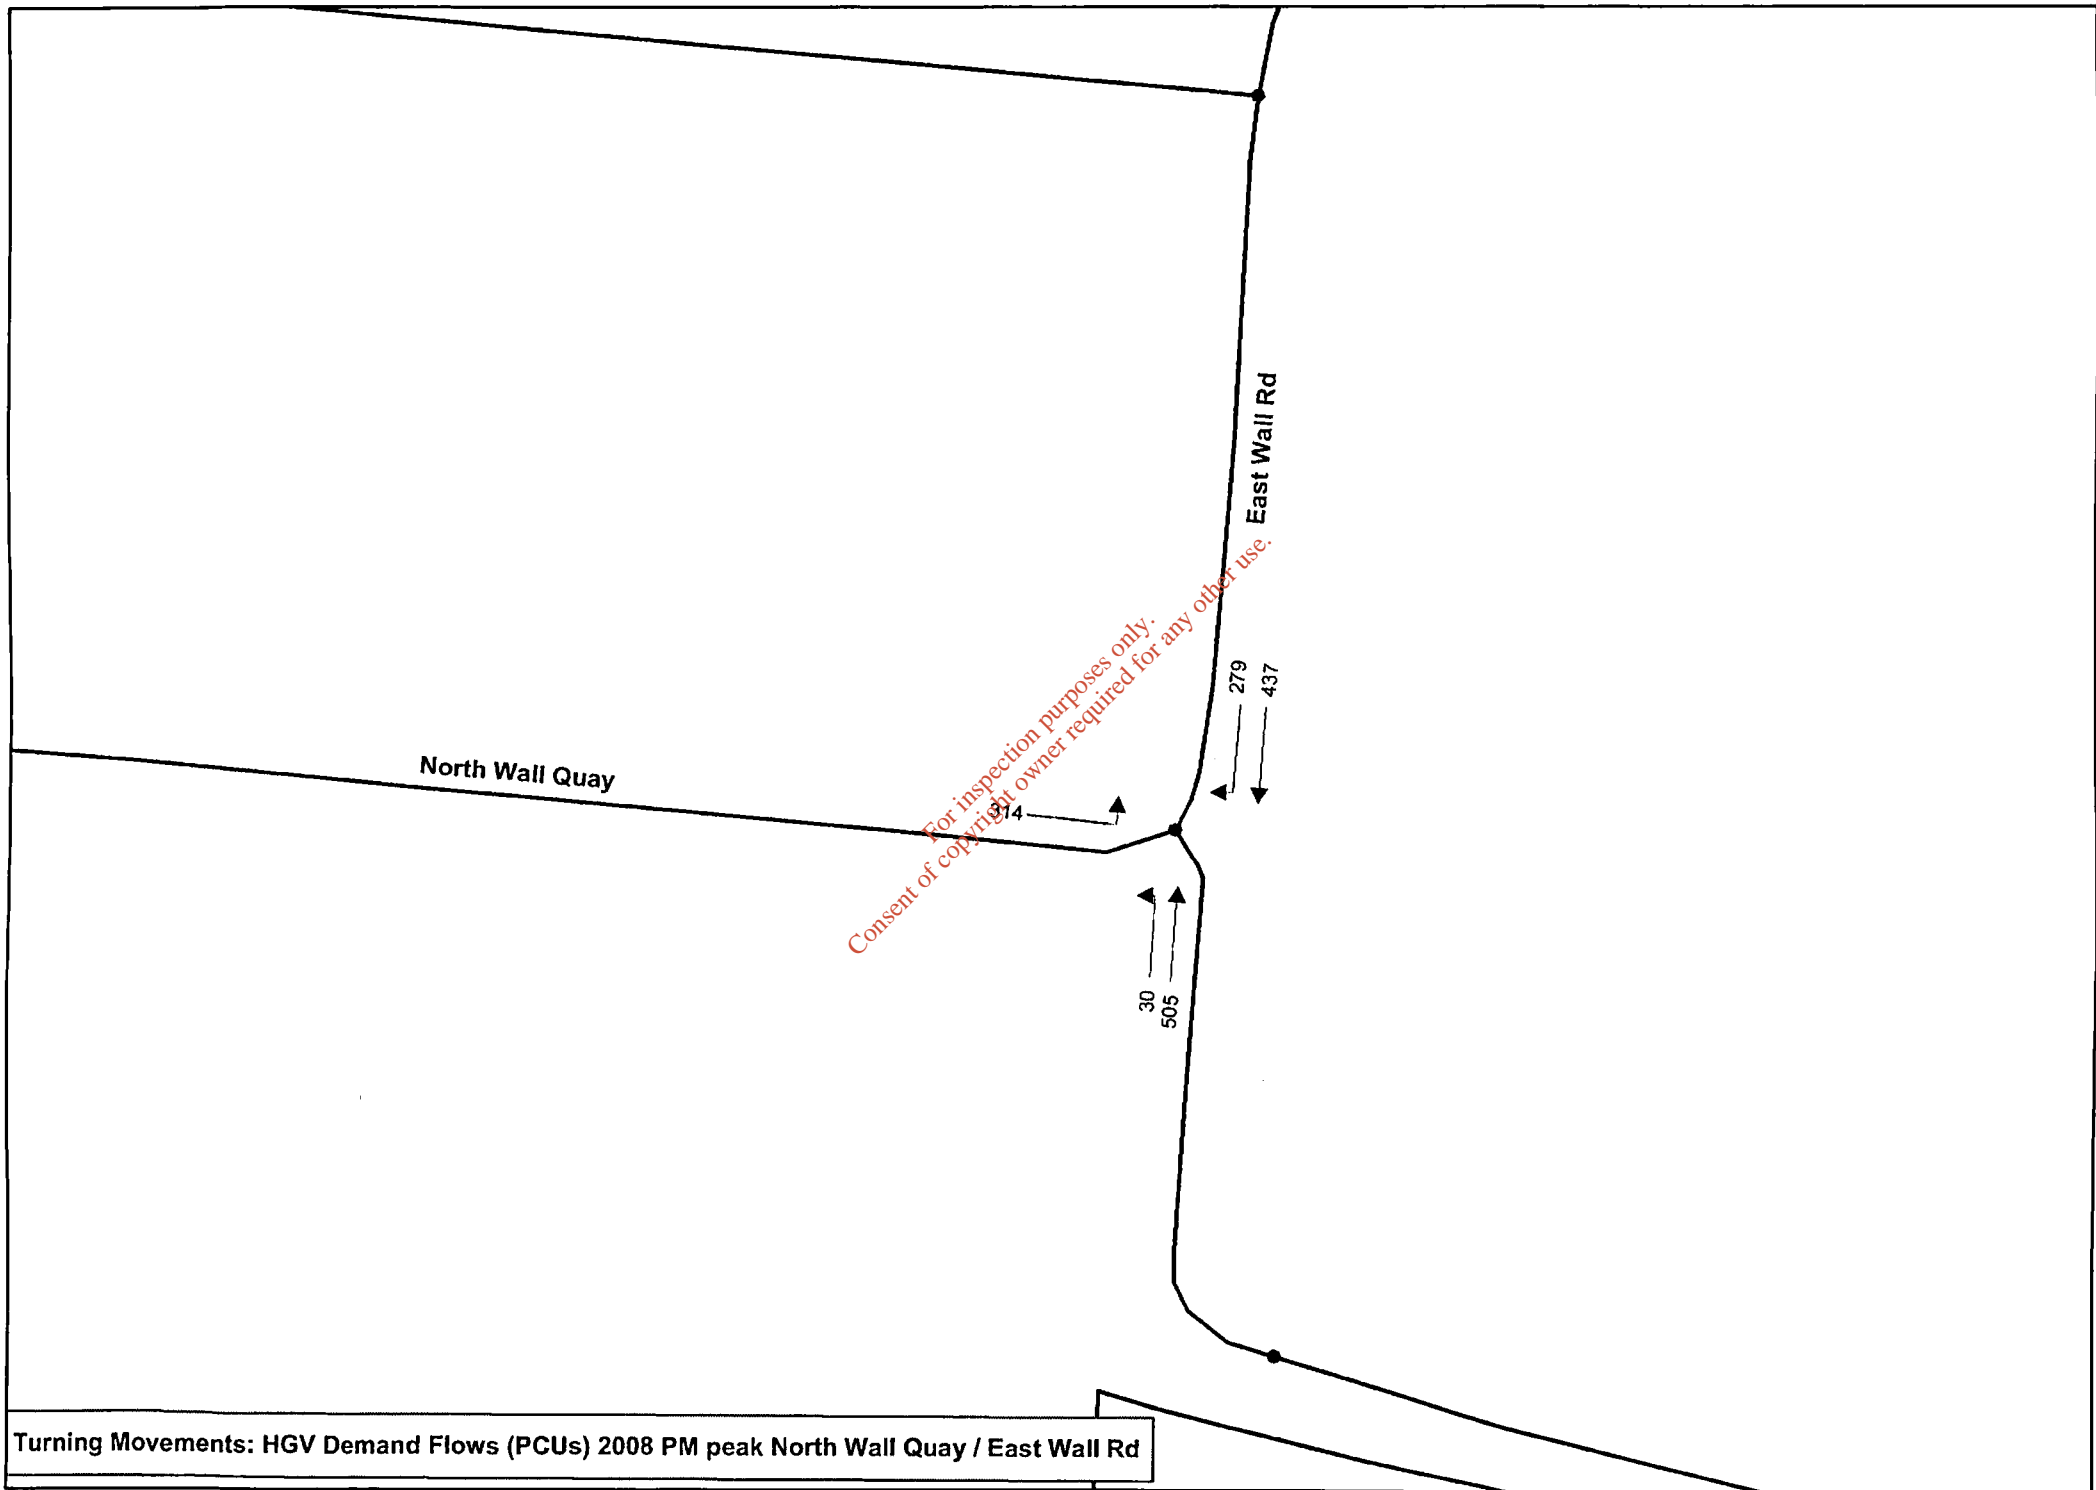 East Wall Rd
279
437
North Wall Quay
For inspection purposes only.
Consent of copyright owner required for any other use.
30
505
Turning Movements: HGV Demand Flows (PCUs) 2008 PM peak North Wall Quay / East Wall Rd